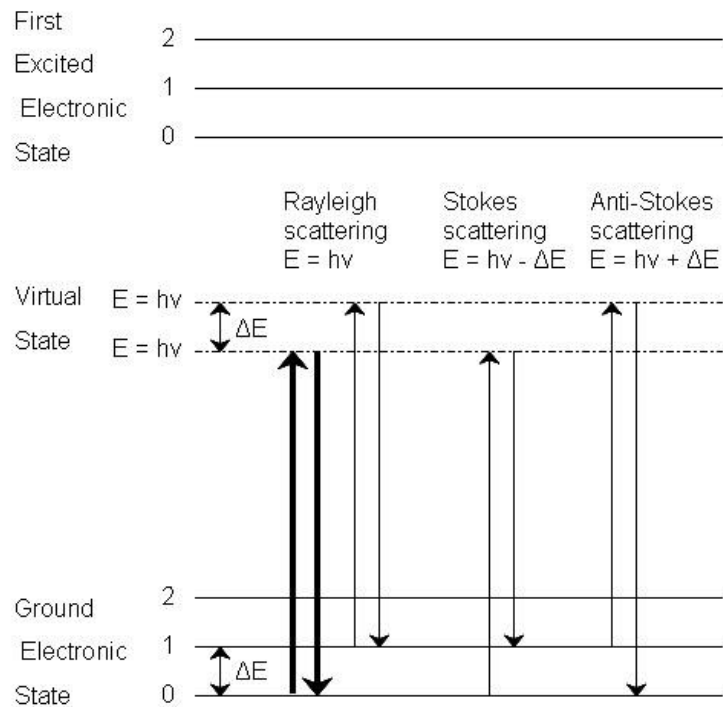 First
2
Excited
1
Electronic
0
State
Rayleigh
scattering
E = hν
Stokes
scattering
E = hν - ΔE
Anti-Stokes
scattering
E = hν + ΔE
Virtual
E = hν
ΔE
State
E = hν
2
Ground
1
Electronic
ΔE
State
0